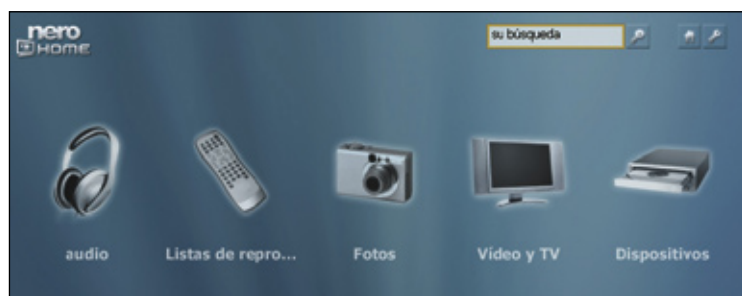 nero
HOME
su búsqueda
audio
Listas de repro...
Fotos
Vídeo y TV
Dispositivos